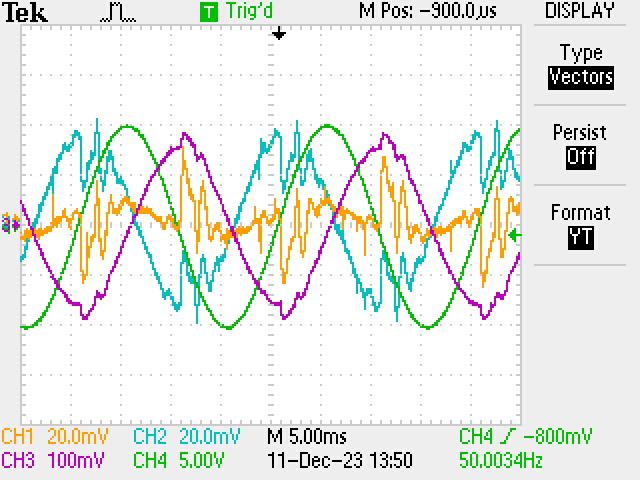 Tek T Trig'd M Pos: -900.0µs DISPLAY
Type
Vectors
Persist
Off
Format
YT
CH1 20.0mV CH2 20.0mV M 5.00ms CH4 -800mV
CH3 100mV CH4 5.00V 11-Dec-23 13:50 50.0034Hz